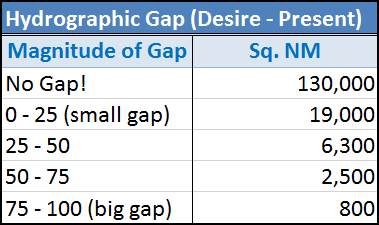 Hydrographic Gap (Desire - Present)
Magnitude of Gap Sq. NM
No Gap! 130,000
0 - 25 (small gap) 19,000
25 - 50 6,300
50 - 75 2,500
75 - 100 (big gap) 800